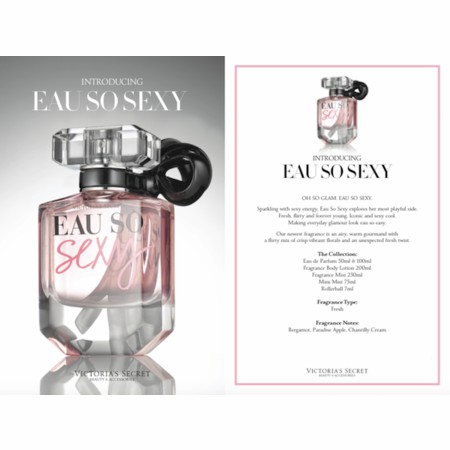 INTRODUCING
EAU SO SEXY
EAU SO
sexy
VICTORIA'S SECRET
BEAUTY & ACCESSORIES
EAU SO
sexy
INTRODUCING
EAU SO SEXY
OH SO GLAM. EAU SO SEXY.
Sparkling with sexy energy, Eau So Sexy explores her most playful side.
Fresh, flirty and forever young. Iconic and sexy cool.
Making everyday glamour look easy can so easy.
Our newest fragrance is an airy, warm gourmand with
a flirty mix of crisp vibrant florals and an unexpected fresh twist.
The Collection:
Eau de Parfum 50ml & 100ml
Fragrance Body Lotion 200ml
Fragrance Mist 250ml
Mini Mist 75ml
Rollerball 7ml
Fragrance Type:
Fresh
Fragrance Notes:
Bergamot, Paradise Apple, Chantilly Cream
VICTORIA'S SECRET
BEAUTY & ACCESSORIES